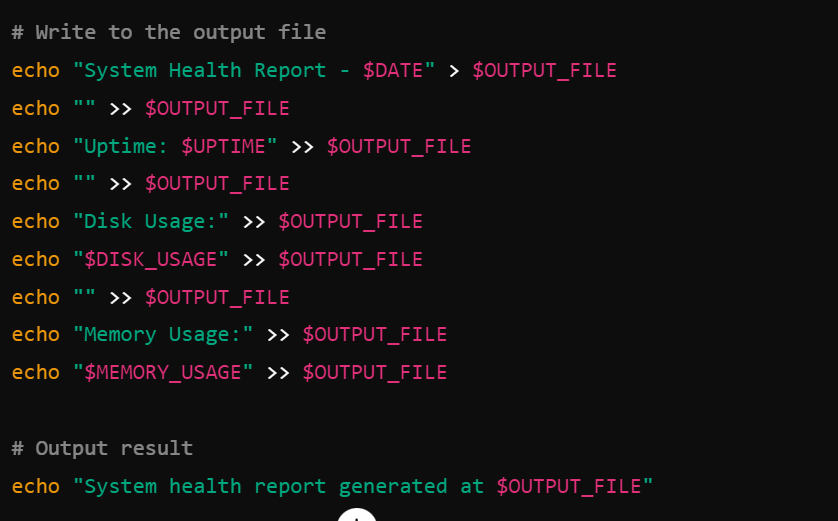 # Write to the output file
echo "System Health Report - $DATE" > $OUTPUT_FILE
echo "" >> $OUTPUT_FILE
echo "Uptime: $UPTIME" >> $OUTPUT_FILE
echo "" >> $OUTPUT_FILE
echo "Disk Usage:" >> $OUTPUT_FILE
echo "$DISK_USAGE" >> $OUTPUT_FILE
echo "" >> $OUTPUT_FILE
echo "Memory Usage:" >> $OUTPUT_FILE
echo "$MEMORY_USAGE" >> $OUTPUT_FILE
# Output result
echo "System health report generated at $OUTPUT_FILE"